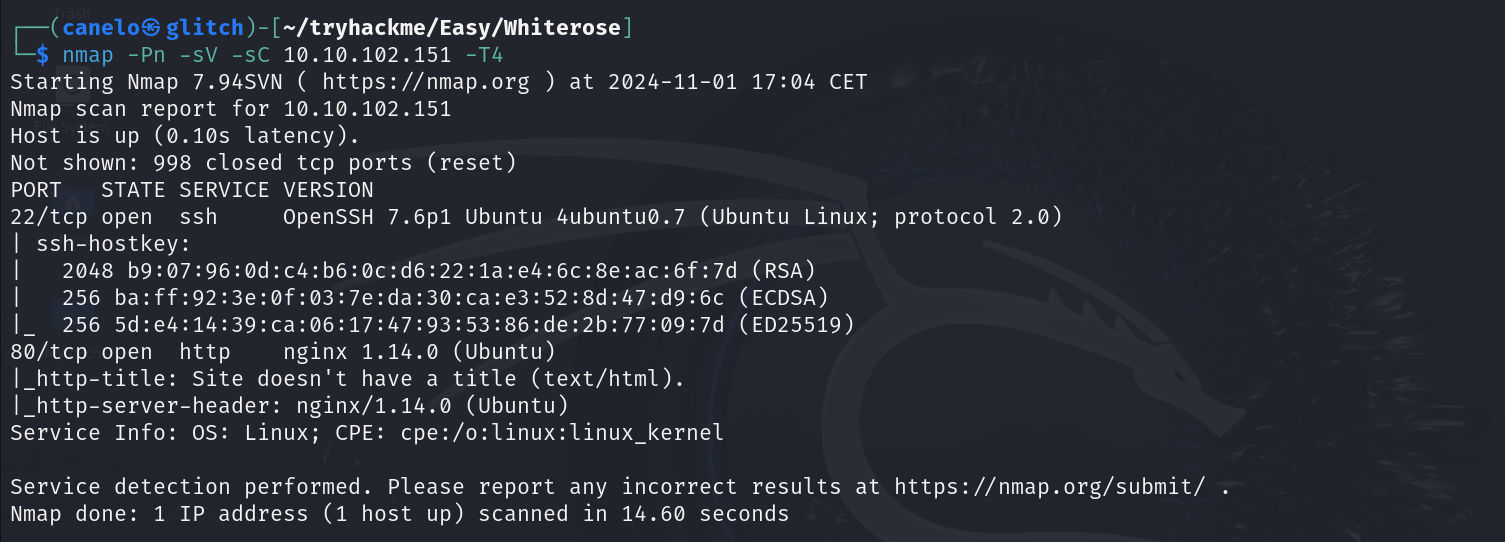 ┌──(canelo㉿glitch)-[~/tryhackme/Easy/Whiterose]
└─$ nmap -Pn -sV -sC 10.10.102.151 -T4
Starting Nmap 7.94SVN ( https://nmap.org ) at 2024-11-01 17:04 CET
Nmap scan report for 10.10.102.151
Host is up (0.10s latency).
Not shown: 998 closed tcp ports (reset)
PORT   STATE SERVICE VERSION
22/tcp open  ssh     OpenSSH 7.6p1 Ubuntu 4ubuntu0.7 (Ubuntu Linux; protocol 2.0)
| ssh-hostkey:
|   2048 b9:07:96:0d:c4:b6:0c:d6:22:1a:e4:6c:8e:ac:6f:7d (RSA)
|   256 ba:ff:92:3e:0f:03:7e:da:30:ca:e3:52:8d:47:d9:6c (ECDSA)
|_  256 5d:e4:14:39:ca:06:17:47:93:53:86:de:2b:77:09:7d (ED25519)
80/tcp open  http    nginx 1.14.0 (Ubuntu)
|_http-title: Site doesn't have a title (text/html).
|_http-server-header: nginx/1.14.0 (Ubuntu)
Service Info: OS: Linux; CPE: cpe:/o:linux:linux_kernel

Service detection performed. Please report any incorrect results at https://nmap.org/submit/ .
Nmap done: 1 IP address (1 host up) scanned in 14.60 seconds